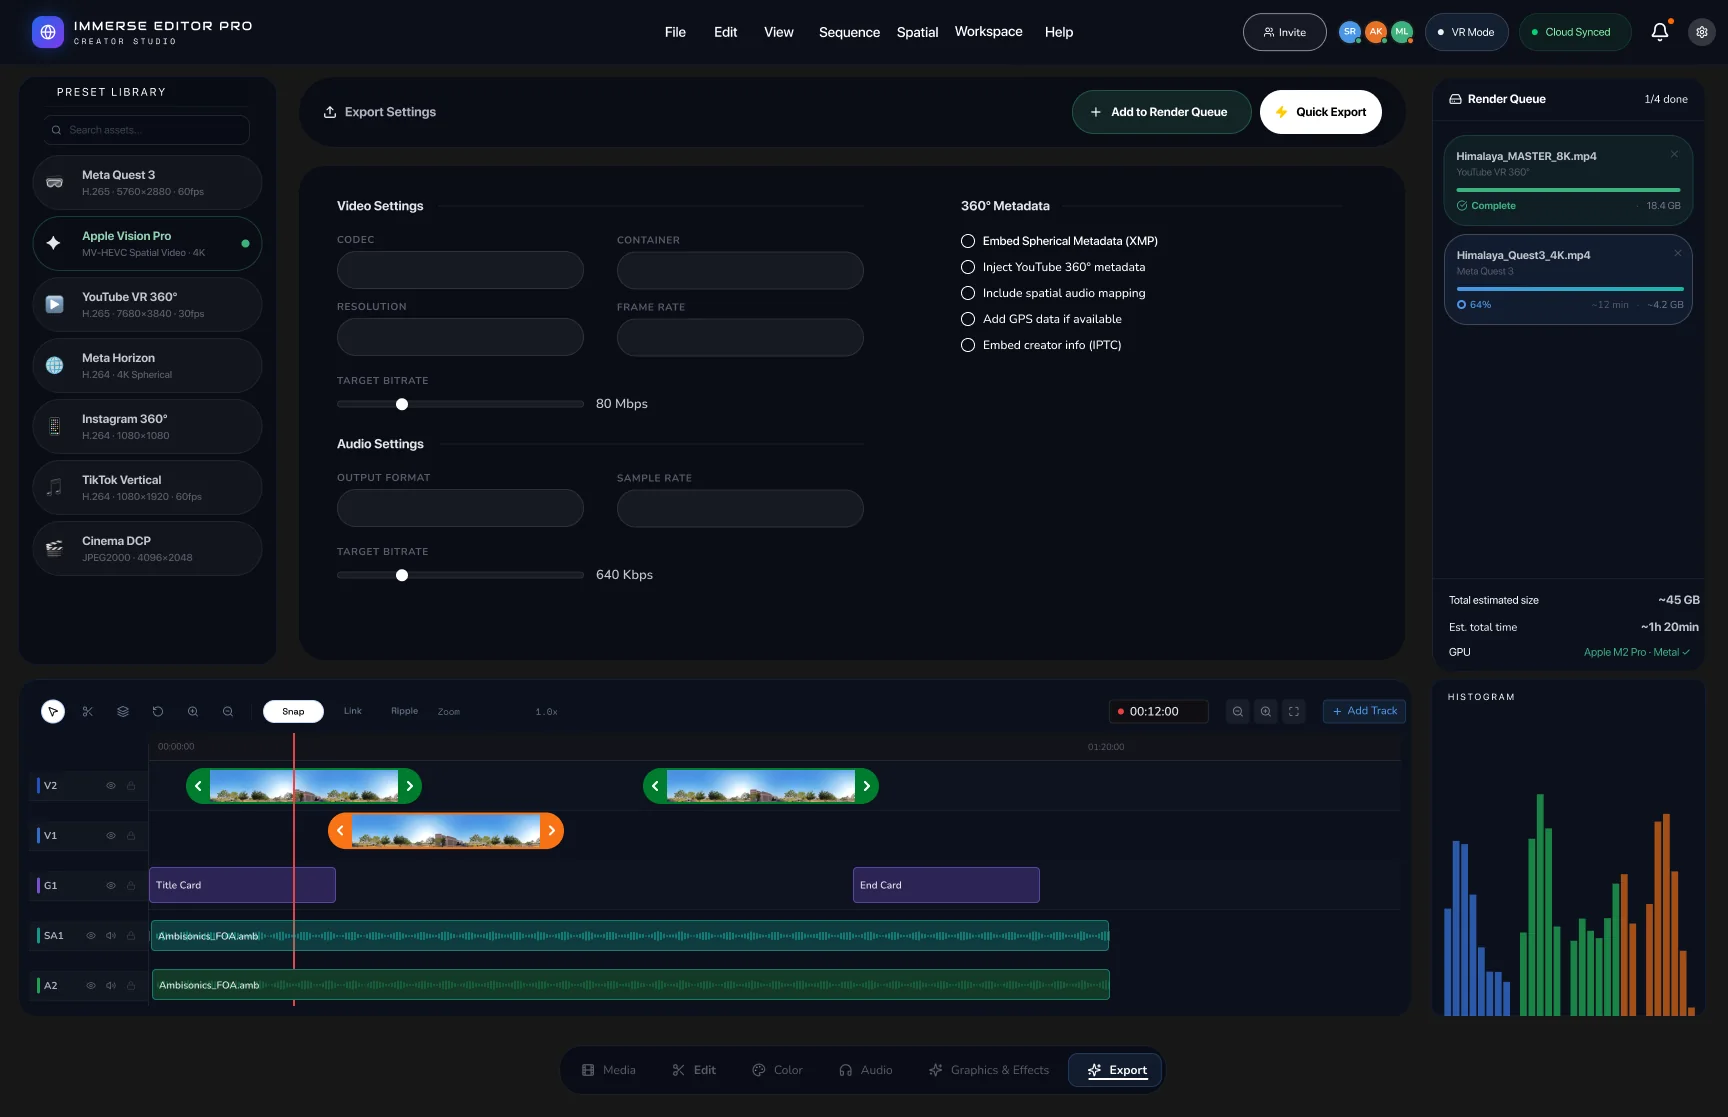 IMMERSE EDITOR PRO
CREATOR STUDIO
File
Edit
View
Sequence
Spatial
Workspace
Help
Invite
SR
AK
ML
VR Mode
Cloud Synced
PRESET LIBRARY
Search assets...
Meta Quest 3
H.265 · 5760×2880 · 60fps
Apple Vision Pro
MV-HEVC Spatial Video · 4K
YouTube VR 360°
H.265 · 7680×3840 · 30fps
Meta Horizon
H.264 · 4K Spherical
Instagram 360°
H.264 · 1080×1080
TikTok Vertical
H.264 · 1080×1920 · 60fps
Cinema DCP
JPEG2000 · 4096×2048
Export Settings
Add to Render Queue
Quick Export
Video Settings
CODEC
CONTAINER
RESOLUTION
FRAME RATE
TARGET BITRATE
80 Mbps
Audio Settings
OUTPUT FORMAT
SAMPLE RATE
TARGET BITRATE
640 Kbps
360° Metadata
Embed Spherical Metadata (XMP)
Inject YouTube 360° metadata
Include spatial audio mapping
Add GPS data if available
Embed creator info (IPTC)
Render Queue
1/4 done
Himalaya_MASTER_8K.mp4
YouTube VR 360°
Complete
· 18.4 GB
Himalaya_Quest3_4K.mp4
Meta Quest 3
64%
~12 min · ~4.2 GB
Total estimated size
~45 GB
Est. total time
~1h 20min
GPU
Apple M2 Pro · Metal ✓
Snap
Link
Ripple
Zoom
1.0x
00:12:00
+ Add Track
00:00:00
01:20:00
V2
V1
G1
Title Card
End Card
SA1
Ambisonics_FOA.amb
A2
Ambisonics_FOA.amb
HISTOGRAM
Media
Edit
Color
Audio
Graphics & Effects
Export